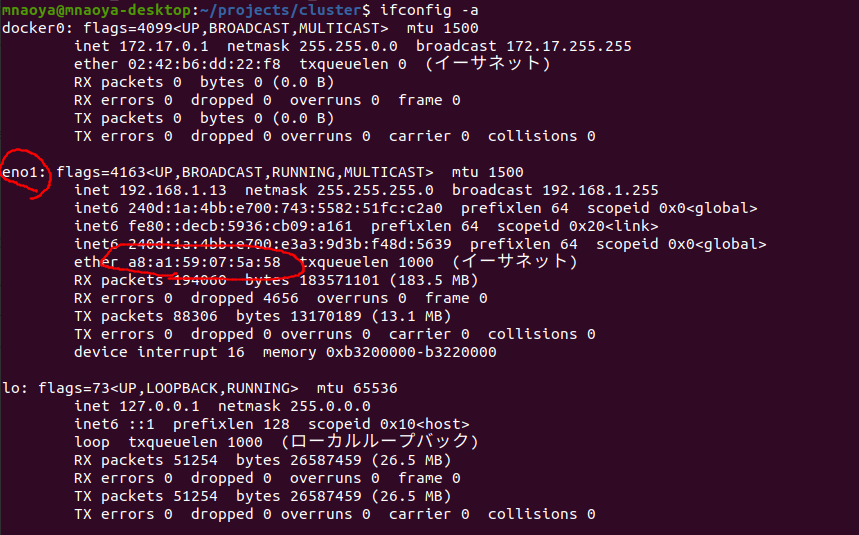 mnaoya@mnaoya-desktop:~/projects/cluster$ ifconfig -a
docker0: flags=4099<UP,BROADCAST,MULTICAST>  mtu 1500
        inet 172.17.0.1  netmask 255.255.0.0  broadcast 172.17.255.255
        ether 02:42:b6:dd:22:f8  txqueuelen 0  (イーサネット)
        RX packets 0  bytes 0 (0.0 B)
        RX errors 0  dropped 0  overruns 0  frame 0
        TX packets 0  bytes 0 (0.0 B)
        TX errors 0  dropped 0 overruns 0  carrier 0  collisions 0

eno1: flags=4163<UP,BROADCAST,RUNNING,MULTICAST>  mtu 1500
        inet 192.168.1.13  netmask 255.255.255.0  broadcast 192.168.1.255
        inet6 240d:1a:4bb:e700:743:5582:51fc:c2a0  prefixlen 64  scopeid 0x0<global>
        inet6 fe80::decb:5936:cb09:a161  prefixlen 64  scopeid 0x20<link>
        inet6 240d:1a:4bb:e700:e3a3:9d3b:f48d:5639  prefixlen 64  scopeid 0x0<global>
        ether a8:a1:59:07:5a:58  txqueuelen 1000  (イーサネット)
        RX packets 194060  bytes 183571101 (183.5 MB)
        RX errors 0  dropped 4656  overruns 0  frame 0
        TX packets 88306  bytes 13170189 (13.1 MB)
        TX errors 0  dropped 0 overruns 0  carrier 0  collisions 0
        device interrupt 16  memory 0xb3200000-b3220000

lo: flags=73<UP,LOOPBACK,RUNNING>  mtu 65536
        inet 127.0.0.1  netmask 255.0.0.0
        inet6 ::1  prefixlen 128  scopeid 0x10<host>
        loop  txqueuelen 1000  (ローカルループバック)
        RX packets 51254  bytes 26587459 (26.5 MB)
        RX errors 0  dropped 0  overruns 0  frame 0
        TX packets 51254  bytes 26587459 (26.5 MB)
        TX errors 0  dropped 0 overruns 0  carrier 0  collisions 0